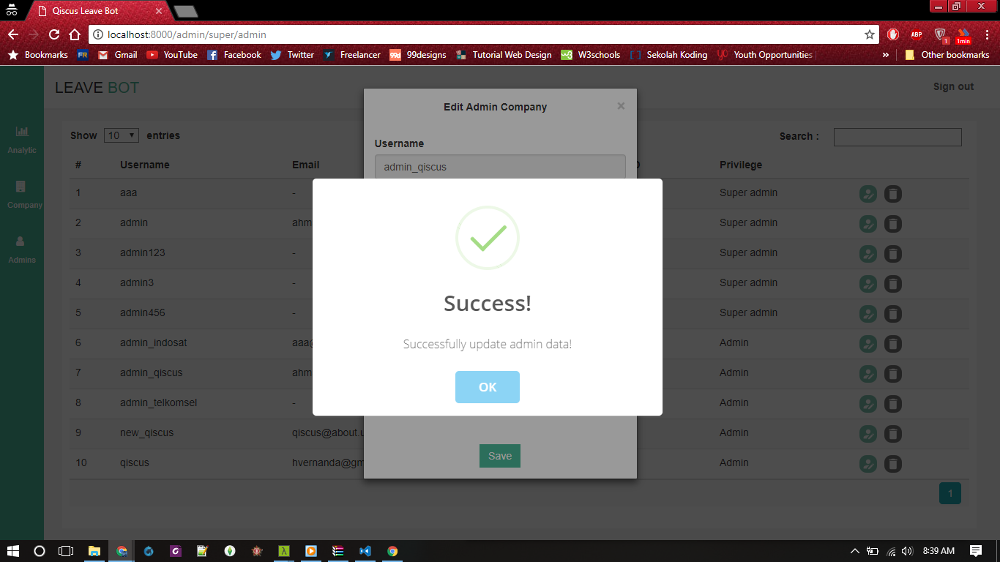 Qiscus Leave Bot
localhost:8000/admin/super/admin
ABP
1
1min
Bookmarks FR Gmail YouTube Facebook Twitter Freelancer 99d 99designs Tutorial Web Design W3 W3schools Sekolah Koding Youth Opportunities » Other bookmarks
LEAVE BOT Sign out
Edit Admin Company ×
Analytic
Company
Admins
Show 10 entries Search :
Username
admin_qiscus
# Username Email Privilege
1 aaa - Super admin
2 admin ahm Super admin
3 admin123 - Super admin
4 admin3 - Super admin
5 admin456 - Super admin
6 admin_indosat aaa@ Admin
7 admin_qiscus ahm Admin
8 admin_telkomsel - Admin
9 new_qiscus qiscus@about.u Admin
10 qiscus hvernanda@gm Admin
Success!
Successfully update admin data!
OK
Save
1
8:39 AM